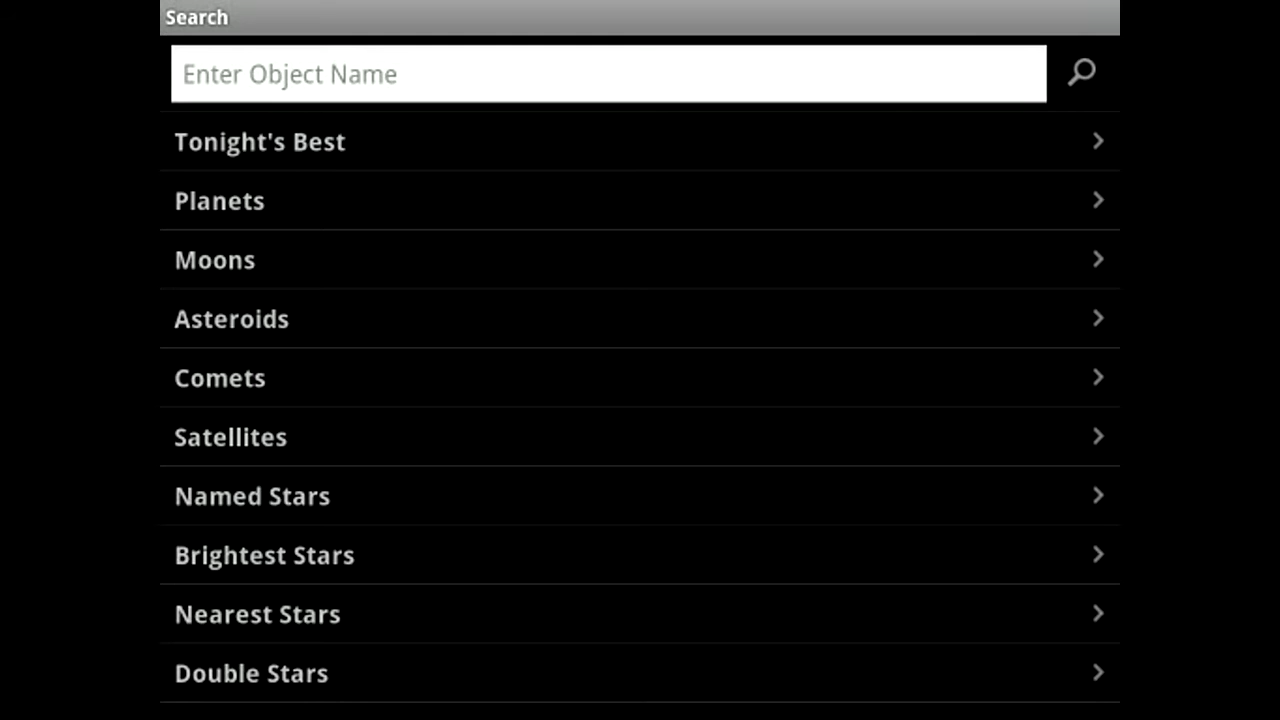 Search
Enter Object Name
Tonight's Best
Planets
Moons
Asteroids
Comets
Satellites
Named Stars
Brightest Stars
Nearest Stars
Double Stars